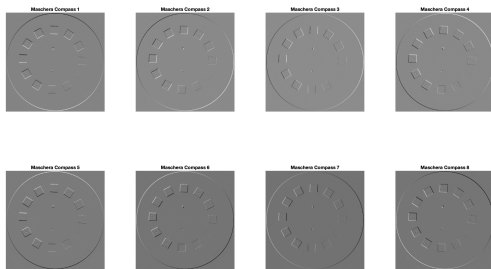 Maschera Compass 1
Maschera Compass 2
Maschera Compass 3
Maschera Compass 4
Maschera Compass 5
Maschera Compass 6
Maschera Compass 7
Maschera Compass 8